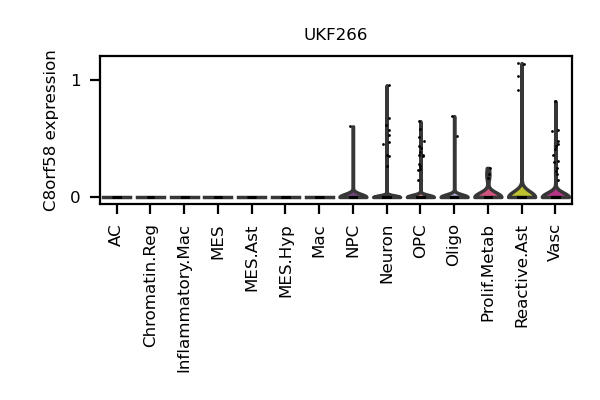 UKF266
C8orf58 expression
1
0
AC
Chromatin.Reg
Inflammatory.Mac
MES
MES.Ast
MES.Hyp
Mac
NPC
Neuron
OPC
Oligo
Prolif.Metab
Reactive.Ast
Vasc